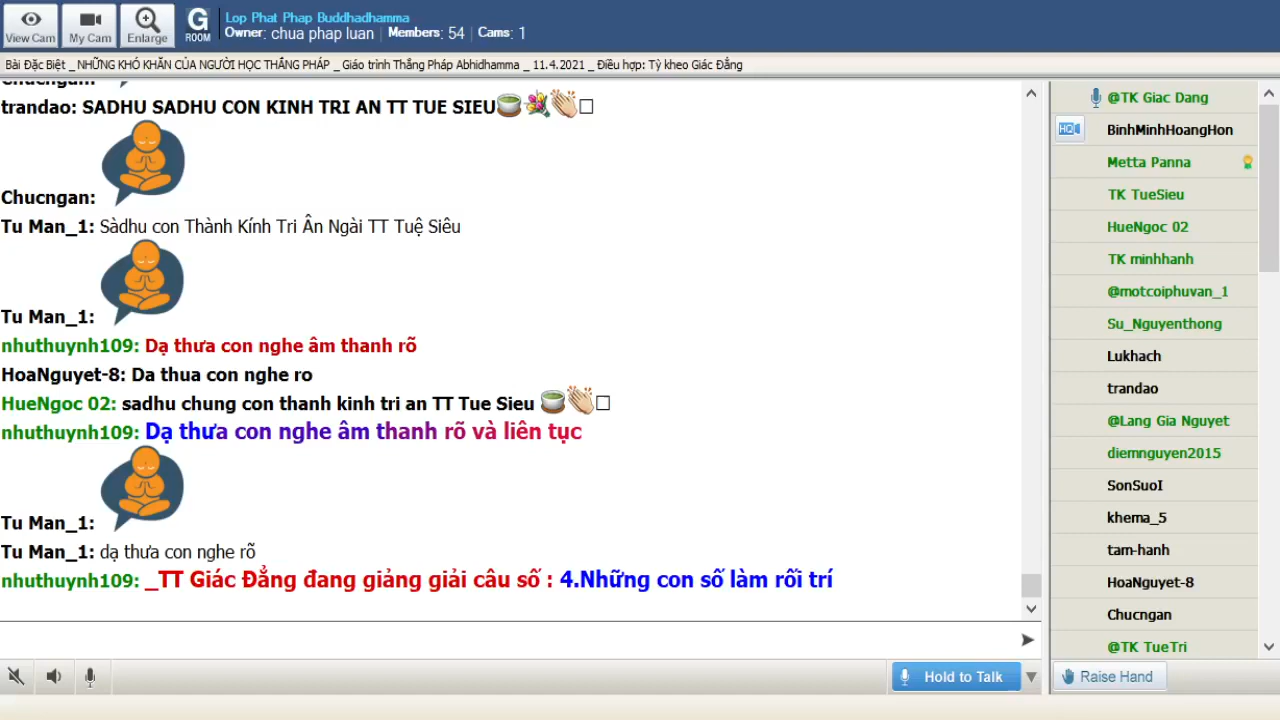 View Cam
My Cam
Enlarge
G
ROOM
Lop Phat Phap Buddhadhamma
Owner: chua phap luan Members: 54 Cams: 1
Bài Đặc Biệt _ NHỮNG KHÓ KHĂN CỦA NGƯỜI HỌC THẮNG PHÁP _ Giáo trình Thắng Pháp Abhidhamma _ 11.4.2021 _ Điều hợp: Tỳ kheo Giác Đẳng
Chucngan:
trandao: SADHU SADHU CON KINH TRI AN TT TUE SIEU
Chucngan:
Tu Man_1: Sàdhu con Thành Kính Tri Ân Ngài TT Tuệ Siêu
Tu Man_1:
nhuthuynh109: Dạ thưa con nghe âm thanh rõ
HoaNguyet-8: Da thua con nghe ro
HueNgoc 02: sadhu chung con thanh kinh tri an TT Tue Sieu
nhuthuynh109: Dạ thưa con nghe âm thanh rõ và liên tục
Tu Man_1:
Tu Man_1: dạ thưa con nghe rõ
nhuthuynh109: _TT Giác Đẳng đang giảng giải câu số : 4.Những con số làm rối trí
@TK Giac Dang
HQ
BinhMinhHoangHon
Metta Panna
TK TueSieu
HueNgoc 02
TK minhhanh
@motcoiphuvan_1
Su_Nguyenthong
Lukhach
trandao
@Lang Gia Nguyet
diemnguyen2015
SonSuoI
khema_5
tam-hanh
HoaNguyet-8
Chucngan
@TK TueTri
Hold to Talk
Raise Hand